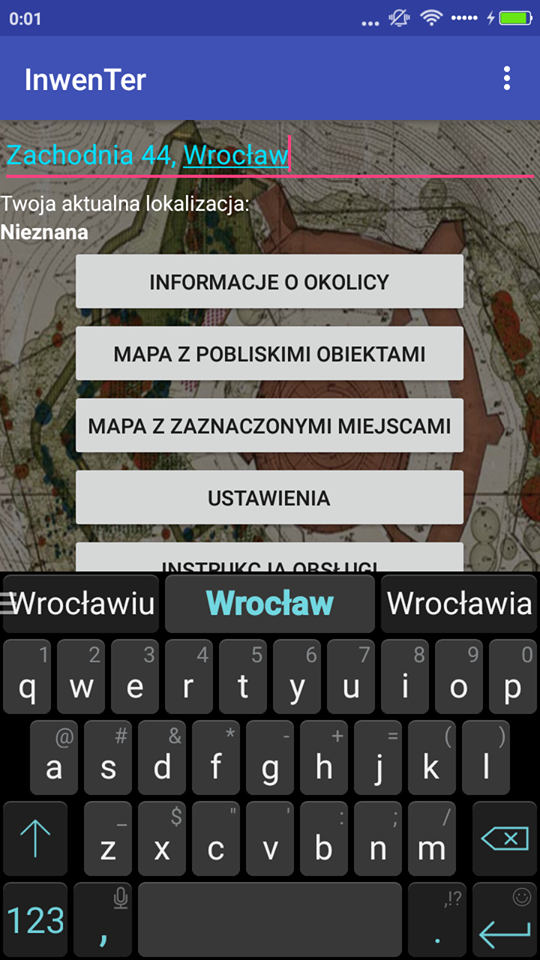 0:01
InwenTer
Zachodnia 44, Wrocław
Twoja aktualna lokalizacja:
Nieznana
INFORMACJE O OKOLICY
MAPA Z POBLISKIMI OBIEKTAMI
MAPA Z ZAZNACZONYMI MIEJSCAMI
USTAWIENIA
INSTRUKCJA OBSŁUGI
Wrocławiu Wrocław Wrocławia
1 2 3 4 5 6 7 8 9 0
q w e r t y u i o p
@ # & * - + = ( )
a s d f g h j k l
_ $ " ' : ; /
z x c v b n m
,!?
123 , .